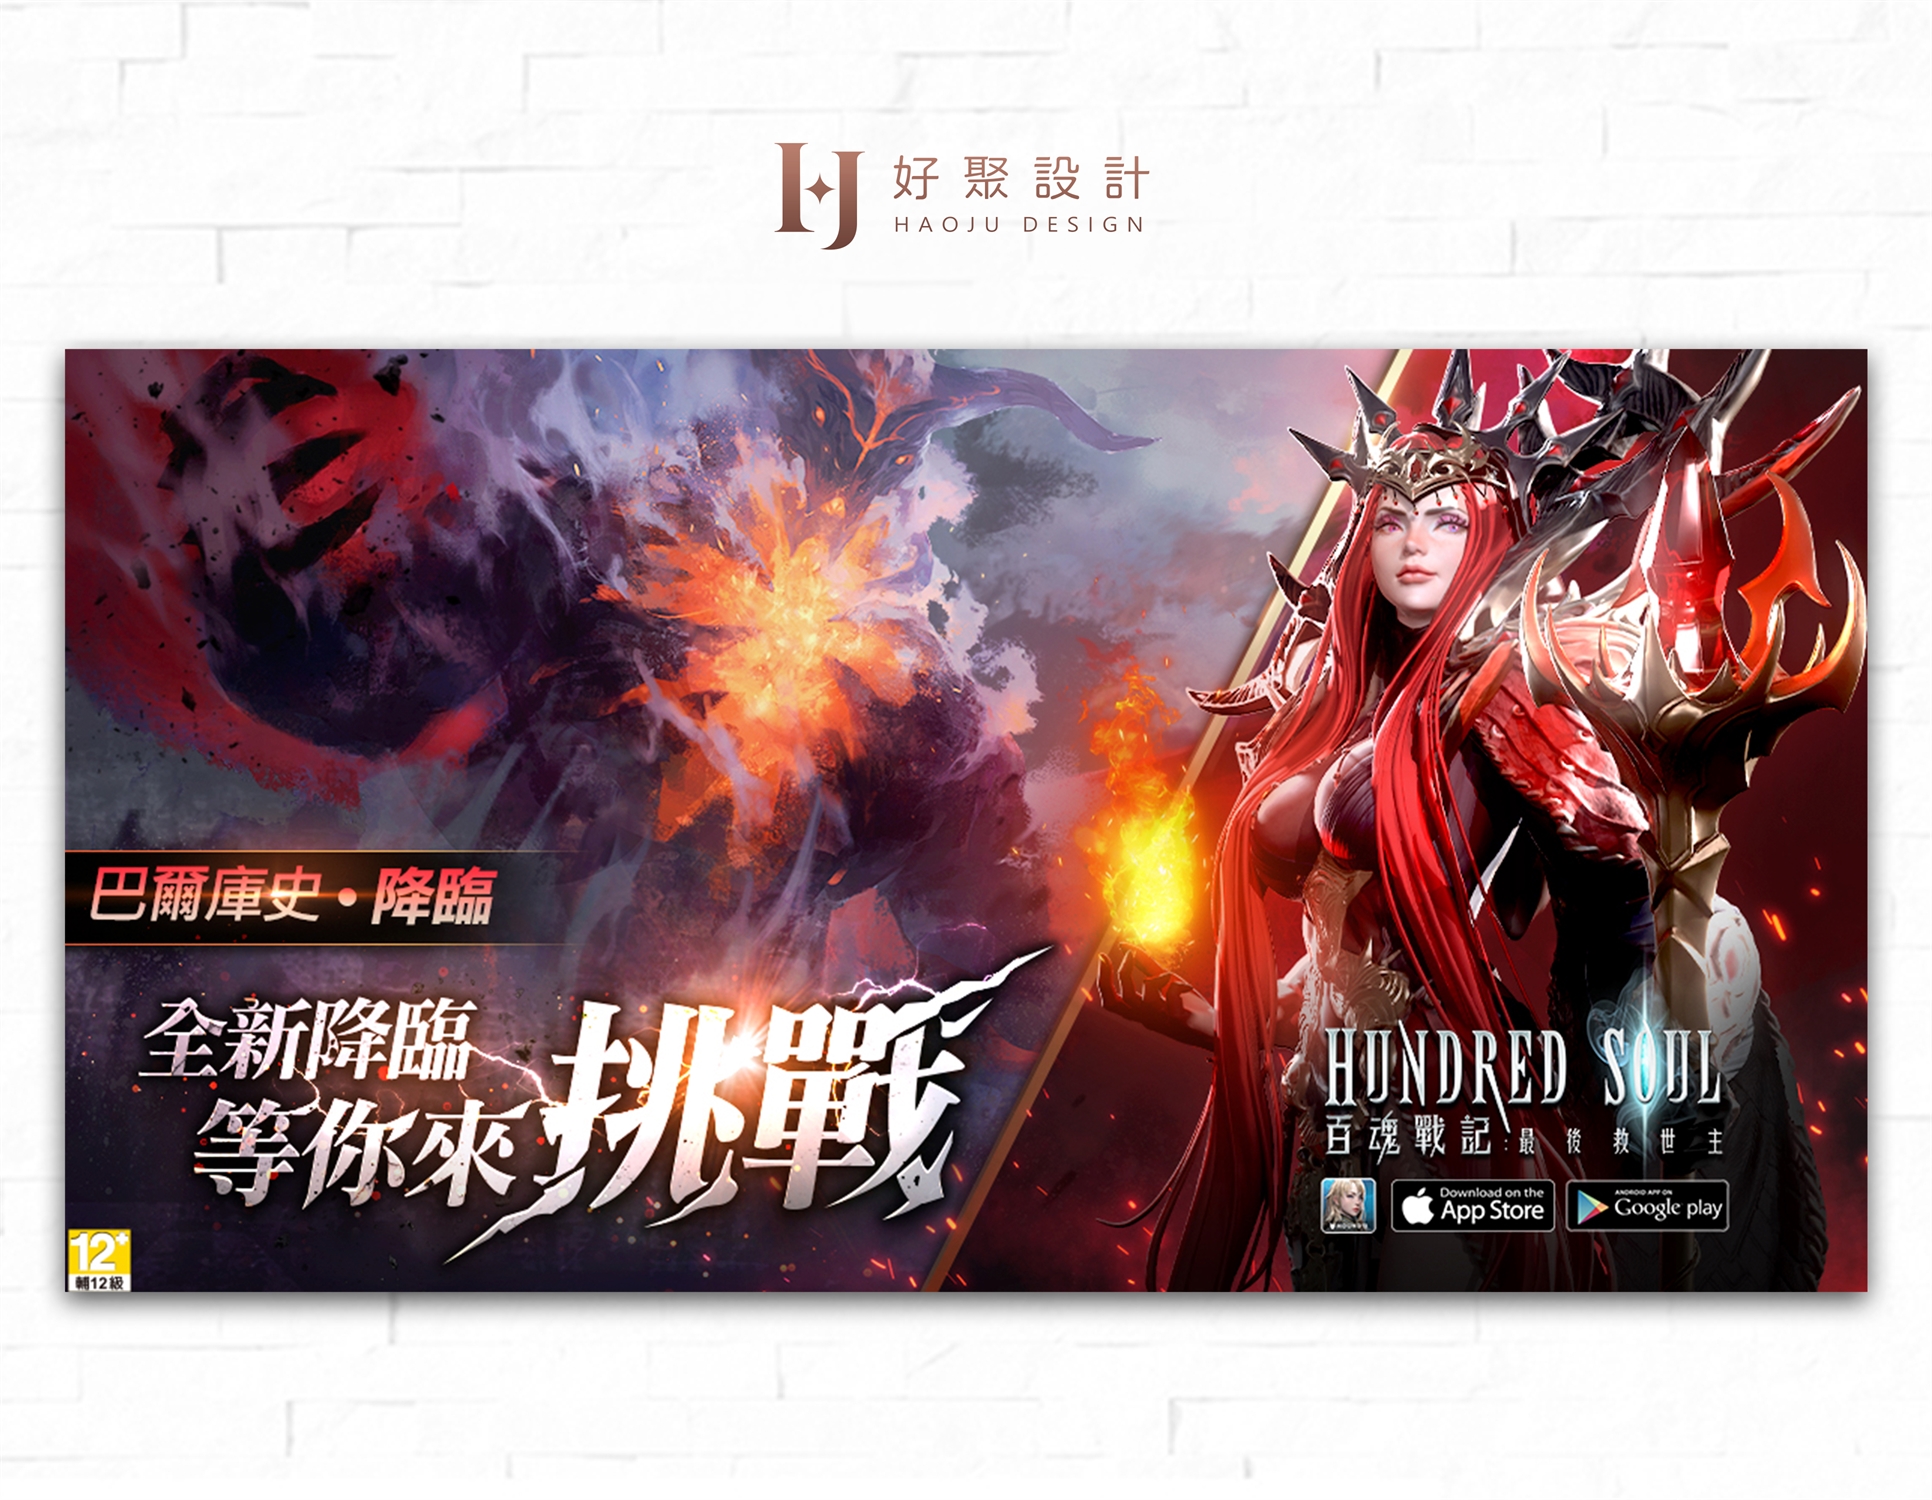 HJ
好聚設計
HAOJU DESIGN
巴爾庫史・降臨
全新降臨
等你來挑戰
HUNDRED SOUL
百魂戰記:最後救世主
Download on the
App Store
ANDROID APP ON
Google play
12+
輔12級